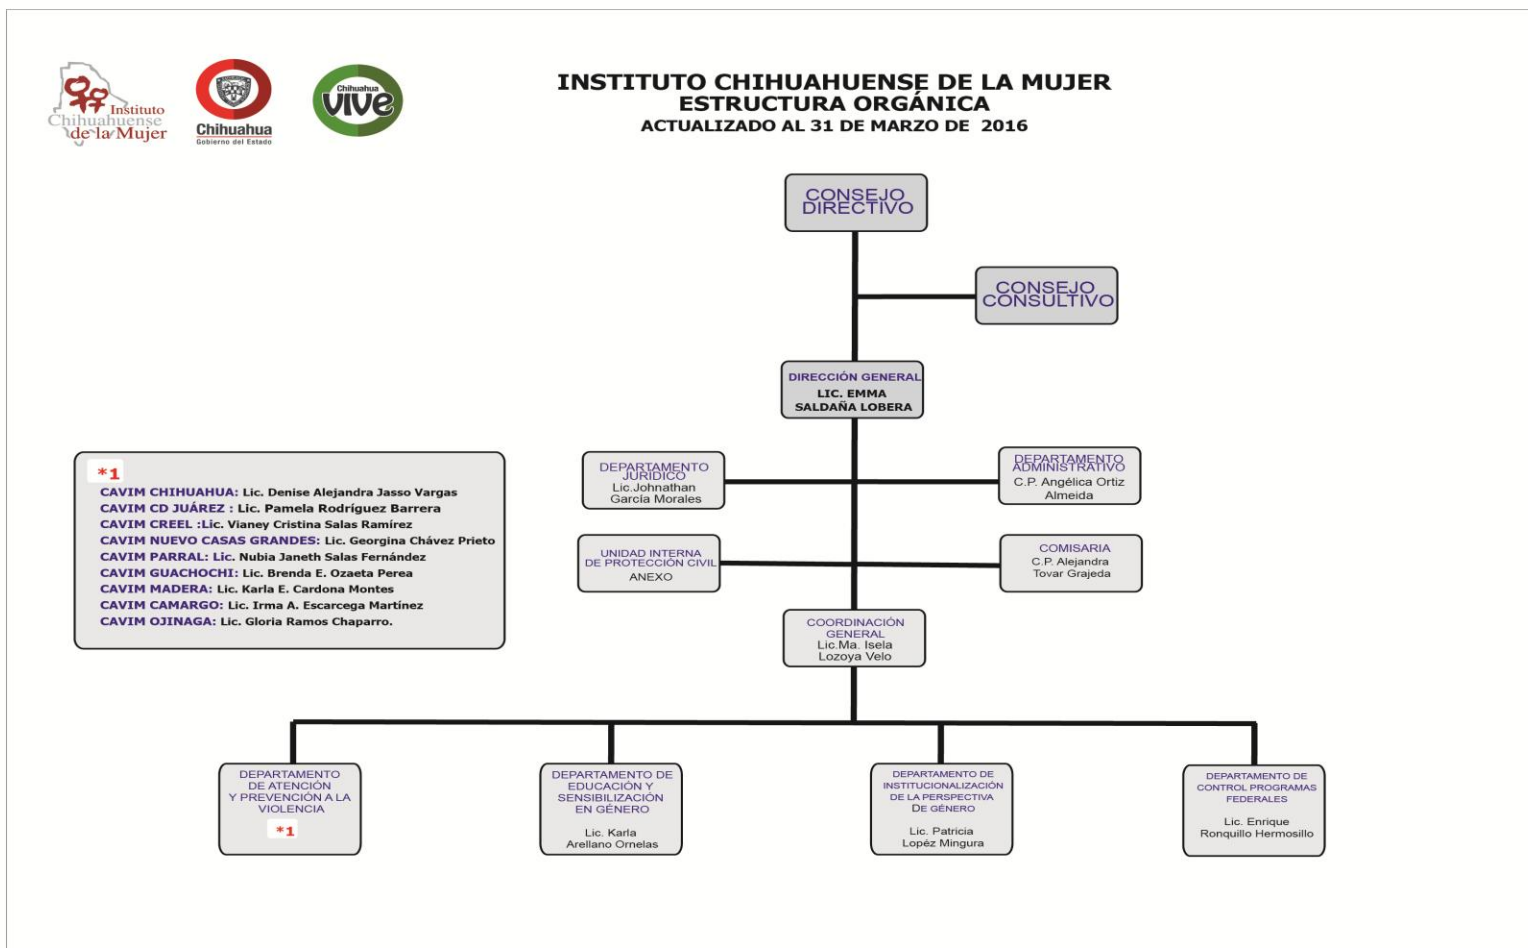 Instituto
Chihuahuense
de la Mujer
Chihuahua
Gobierno del Estado
Chihuahua
VIVE
INSTITUTO CHIHUAHUENSE DE LA MUJER
ESTRUCTURA ORGÁNICA
ACTUALIZADO AL 31 DE MARZO DE 2016
CONSEJO
DIRECTIVO
CONSEJO
CONSULTIVO
DIRECCIÓN GENERAL
LIC. EMMA
SALDAÑA LOBERA
DEPARTAMENTO
JURÍDICO
Lic.Johnathan
García Morales
DEPARTAMENTO
ADMINISTRATIVO
C.P. Angélica Ortiz
Almeida
UNIDAD INTERNA
DE PROTECCIÓN CIVIL
ANEXO
COMISARIA
C.P. Alejandra
Tovar Grajeda
*1
CAVIM CHIHUAHUA: Lic. Denise Alejandra Jasso Vargas
CAVIM CD JUÁREZ : Lic. Pamela Rodríguez Barrera
CAVIM CREEL :Lic. Vianey Cristina Salas Ramírez
CAVIM NUEVO CASAS GRANDES: Lic. Georgina Chávez Prieto
CAVIM PARRAL: Lic. Nubia Janeth Salas Fernández
CAVIM GUACHOCHI: Lic. Brenda E. Ozaeta Perea
CAVIM MADERA: Lic. Karla E. Cardona Montes
CAVIM CAMARGO: Lic. Irma A. Escarcega Martínez
CAVIM OJINAGA: Lic. Gloria Ramos Chaparro.
COORDINACIÓN
GENERAL
Lic.Ma. Isela
Lozoya Velo
DEPARTAMENTO
DE ATENCIÓN
Y PREVENCIÓN A LA
VIOLENCIA
*1
DEPARTAMENTO DE
EDUCACIÓN Y
SENSIBILIZACIÓN
EN GÉNERO
Lic. Karla
Arellano Ornelas
DEPARTAMENTO DE
INSTITUCIONALIZACIÓN
DE LA PERSPECTIVA
DE GÉNERO
Lic. Patricia
Lopéz Mingura
DEPARTAMENTO DE
CONTROL PROGRAMAS
FEDERALES
Lic. Enrique
Ronquillo Hermosillo